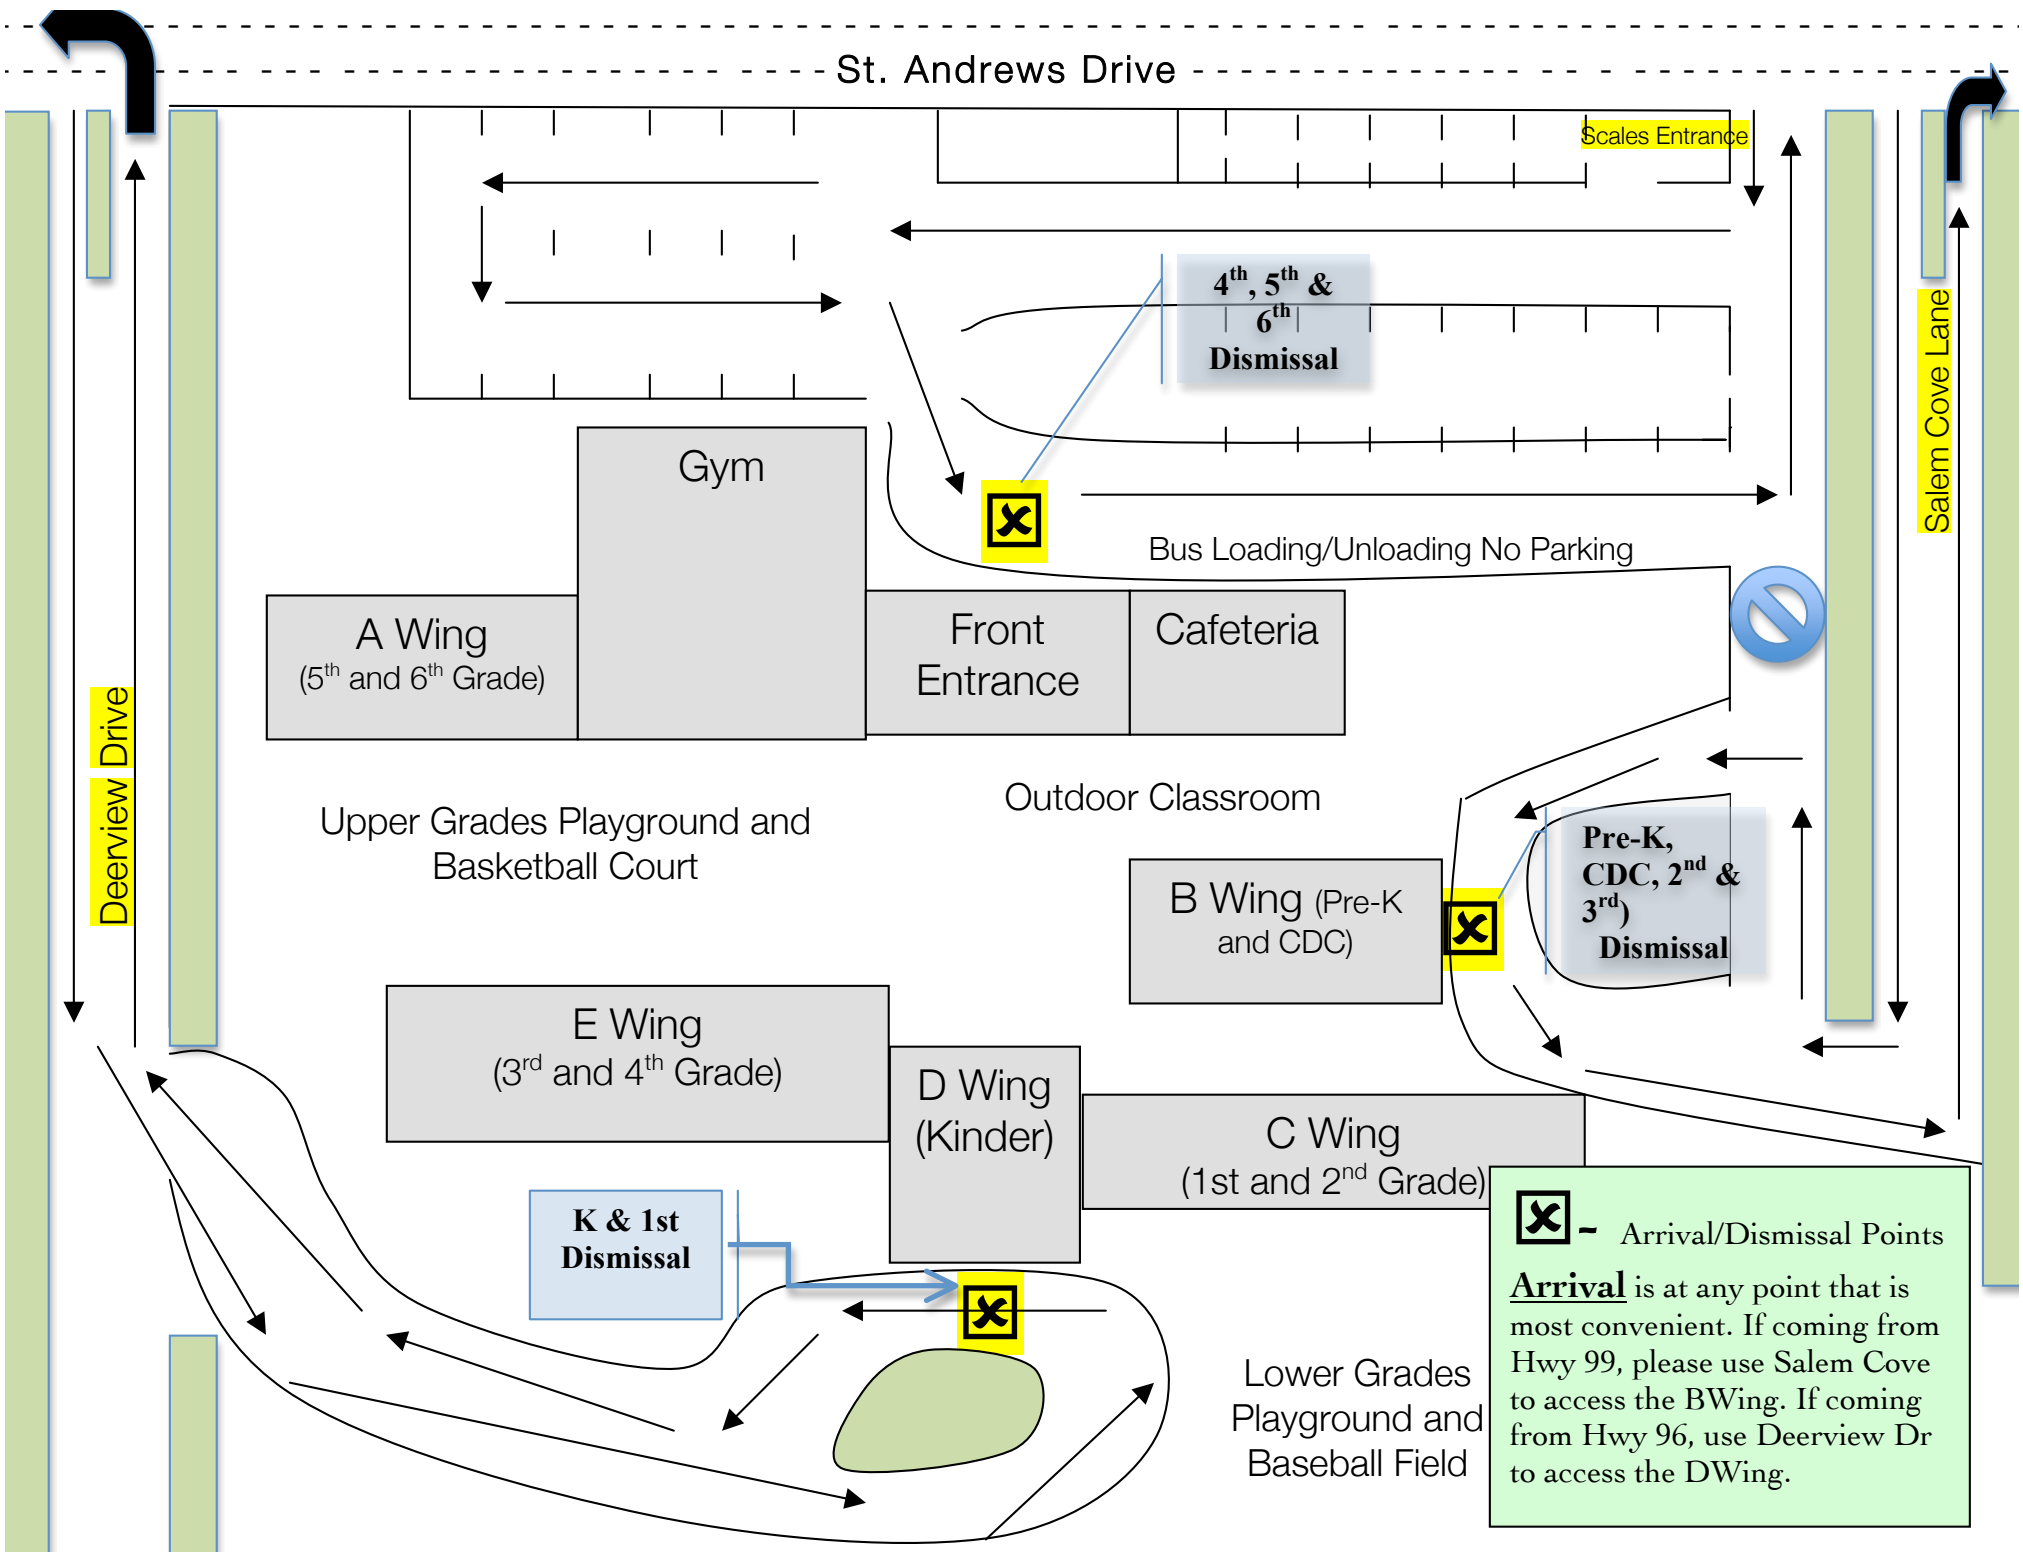 St. Andrews Drive
Scales Entrance
4th, 5th &
6th
Dismissal
Salem Cove Lane
Gym
Bus Loading/Unloading No Parking
A Wing
(5th and 6th Grade)
Front
Entrance
Cafeteria
Deerview Drive
Outdoor Classroom
Upper Grades Playground and
Basketball Court
Pre-K,
CDC, 2nd &
3rd)
Dismissal
B Wing (Pre-K
and CDC)
E Wing
(3rd and 4th Grade)
D Wing
(Kinder)
C Wing
(1st and 2nd Grade)
K & 1st
Dismissal
~ Arrival/Dismissal Points
Arrival is at any point that is
most convenient. If coming from
Hwy 99, please use Salem Cove
to access the BWing. If coming
from Hwy 96, use Deerview Dr
to access the DWing.
Lower Grades
Playground and
Baseball Field